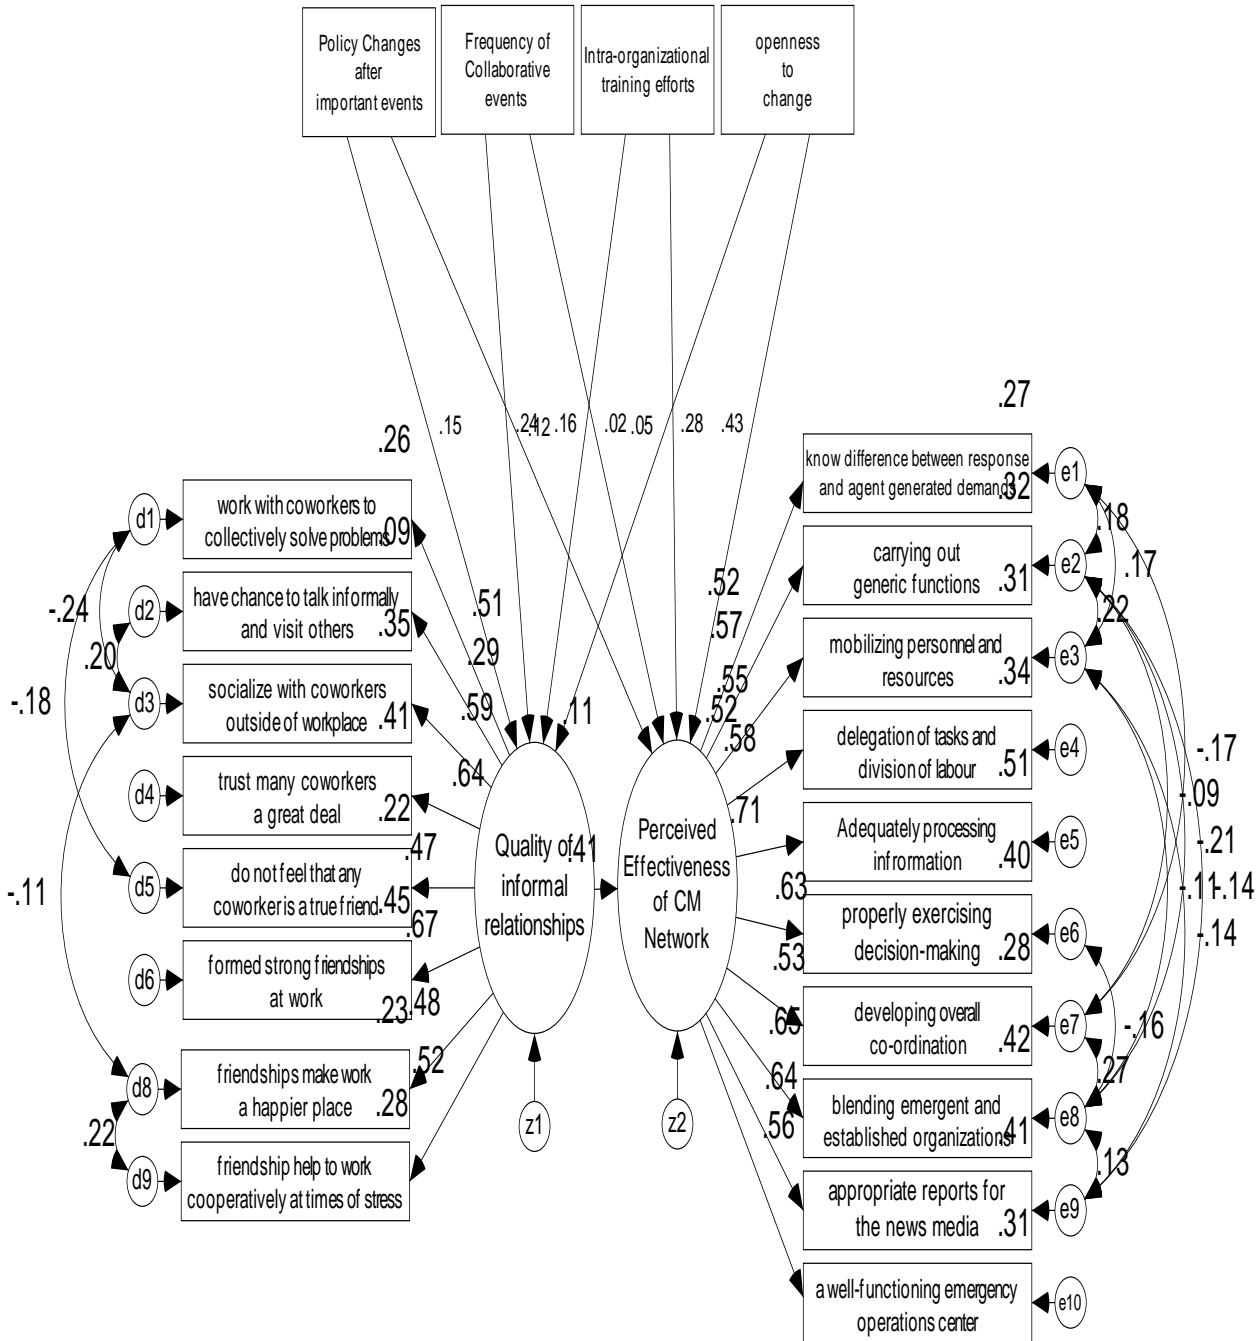 Policy Changes
after
important events
Frequency of
Collaborative
events
Intra-organizational
training efforts
openness
to
change
.15
.24
.12
.16
.02
.05
.28
.43
.26
d1
work with coworkers to
collectively solve problems
.09
d2
have chance to talk informally
and visit others
.35
d3
socialize with coworkers
outside of workplace
.41
d4
trust many coworkers
a great deal
.22
d5
do not feel that any
coworker is a true friend
.45
d6
formed strong friendships
at work
.23
d8
friendships make work
a happier place
.28
d9
friendship help to work
cooperatively at times of stress
-.24
.20
-.18
-.11
.22
.51
.29
.59
.64
.47
.67
.48
.52
Quality of
informal
relationships
.41
.11
Perceived
Effectiveness
of CM
Network
z1
z2
.52
.57
.55
.52
.58
.71
.63
.53
.65
.64
.56
.27
know difference between response
and agent generated demands
.32
e1
carrying out
generic functions
.31
e2
mobilizing personnel and
resources
.34
e3
delegation of tasks and
division of labour
.51
e4
Adequately processing
infrormation
.40
e5
properly exercising
decision-making
.28
e6
developing overall
co-ordination
.42
e7
blending emergent and
established organizations
.41
e8
appropriate reports for
the news media
.31
e9
a well-functioning emergency
operations center
e10
.18
.17
.22
-.17
-.09
-.21
-.11
-.14
-.14
-.16
.27
.13